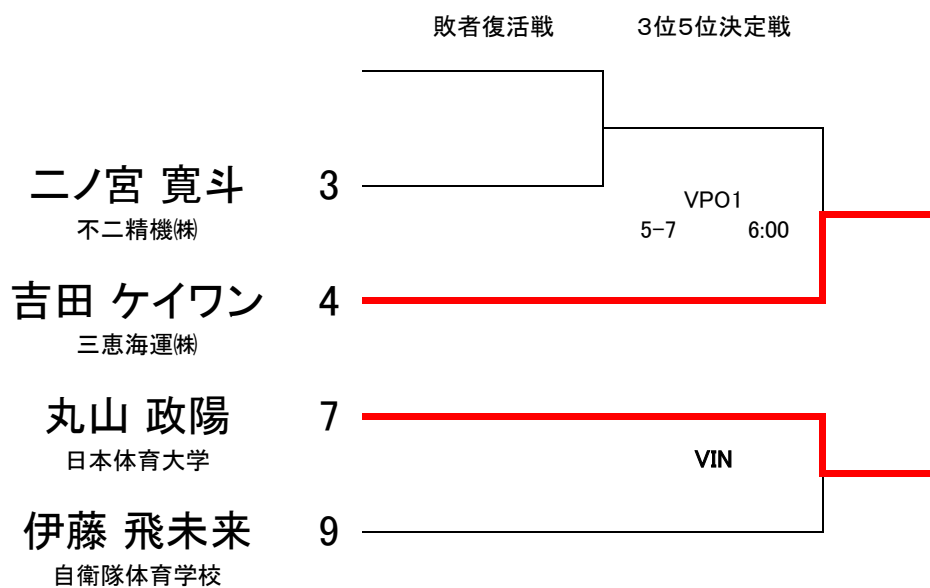 敗者復活戦 3位5位決定戦
二ノ宮 寛斗 3
不二精機㈱
VPO1
5-7 6:00
吉田 ケイワン 4
三恵海運㈱
丸山 政陽 7
日本体育大学
VIN
伊藤 飛未来 9
自衛隊体育学校